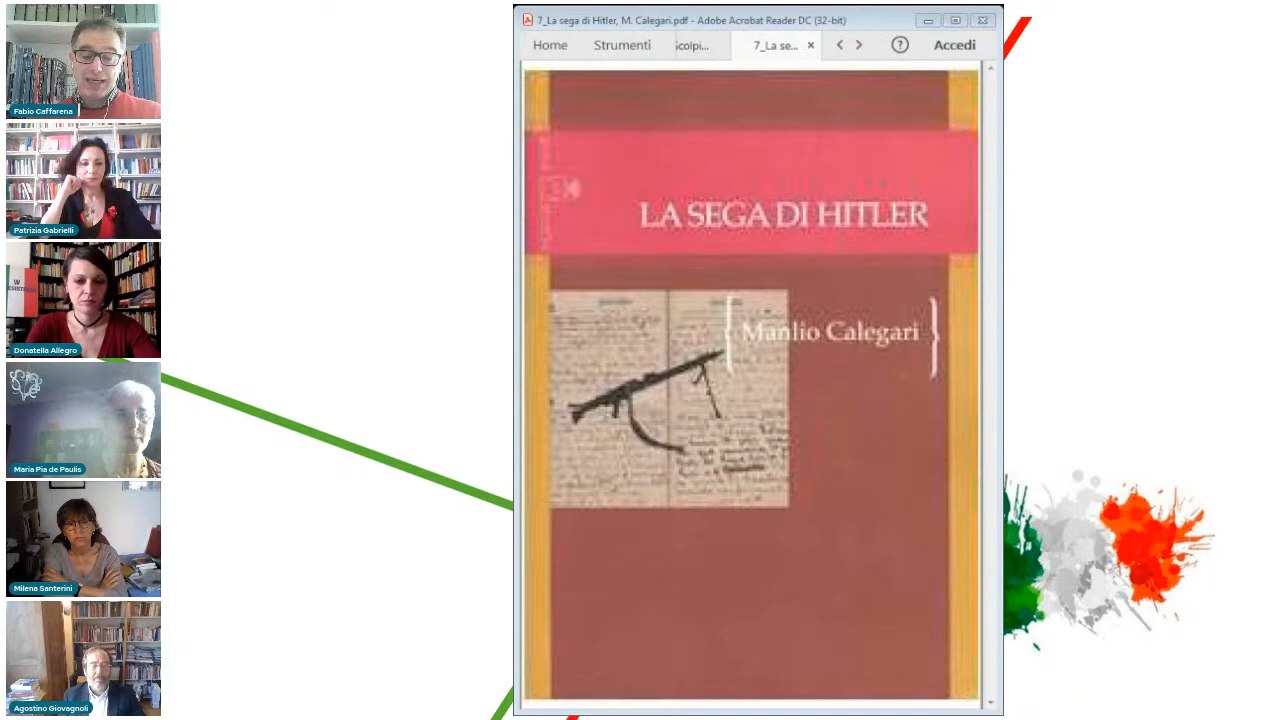 Fabio Caffarena
Patrizia Gabrielli
W
Donatella Allegro
Maria Pia de Paulis
Milena Santerini
Agostino Giovagnoli
7_La sega di Hitler, M. Calegari.pdf - Adobe Acrobat Reader DC (32-bit)
Home Strumenti Scolpi... 7_La se... × ? Accedi
LA SEGA DI HITLER
{ Manlio Calegari }